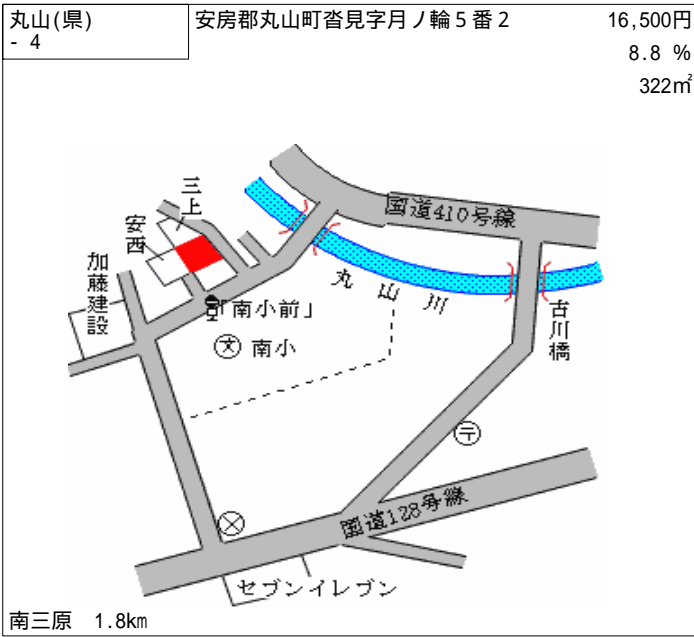 丸山(県)
- 4
安房郡丸山町沓見字月ノ輪５番２
16,500円
8.8 %
322㎡
国道410号線
三上
安西
加藤建設
丸山川
古川橋
「南小前」
文 南小
〒
国道128号線
セブンイレブン
南三原 1.8km